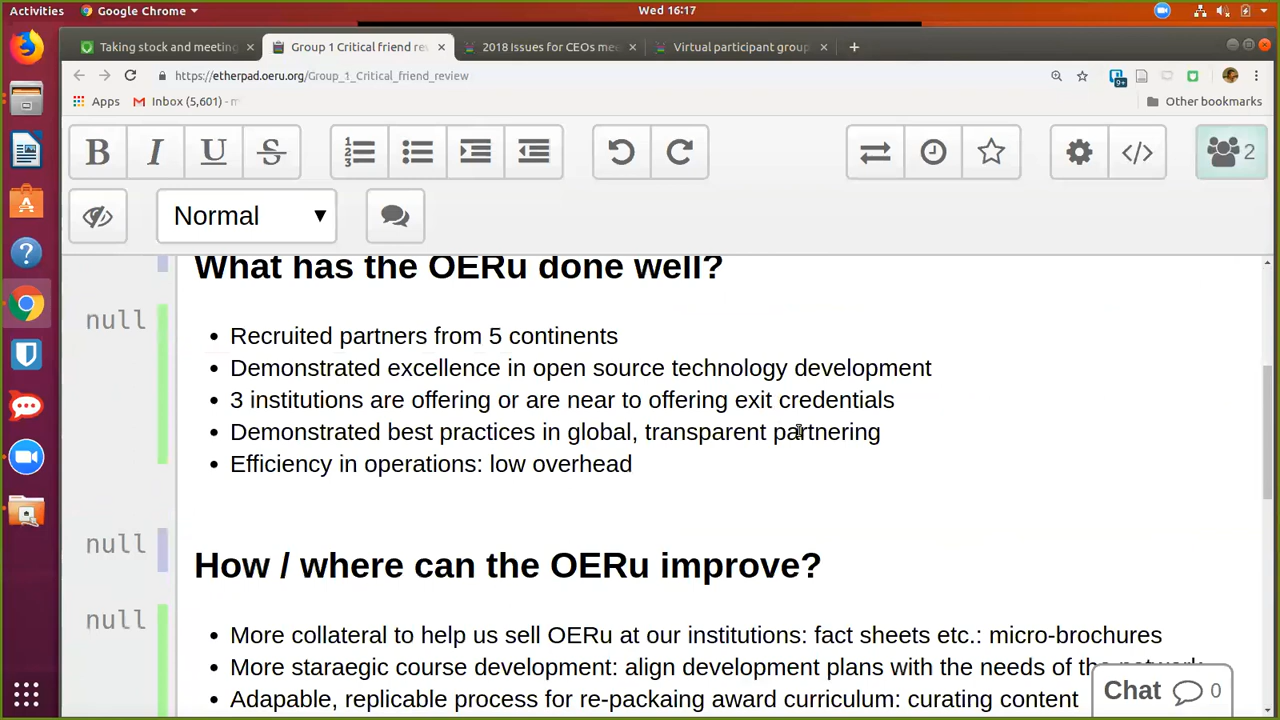 Activities
Google Chrome ▾
Wed 16:17
Taking stock and meeting
Group 1 Critical friend re
2018 Issues for CEOs mee
Virtual participant group
https://etherpad.oeru.org/Group_1_Critical_friend_review
9+
Apps
Inbox (5,601) - m
Other bookmarks
B I U S
</> 2
Normal
What has the OERu done well?
null
• Recruited partners from 5 continents
• Demonstrated excellence in open source technology development
• 3 institutions are offering or are near to offering exit credentials
• Demonstrated best practices in global, transparent partnering
• Efficiency in operations: low overhead
null
How / where can the OERu improve?
null
• More collateral to help us sell OERu at our institutions: fact sheets etc.: micro-brochures
• More staraegic course development: align development plans with the needs of the network
• Adapable, replicable process for re-packaing award curriculum: curating content
Chat 0